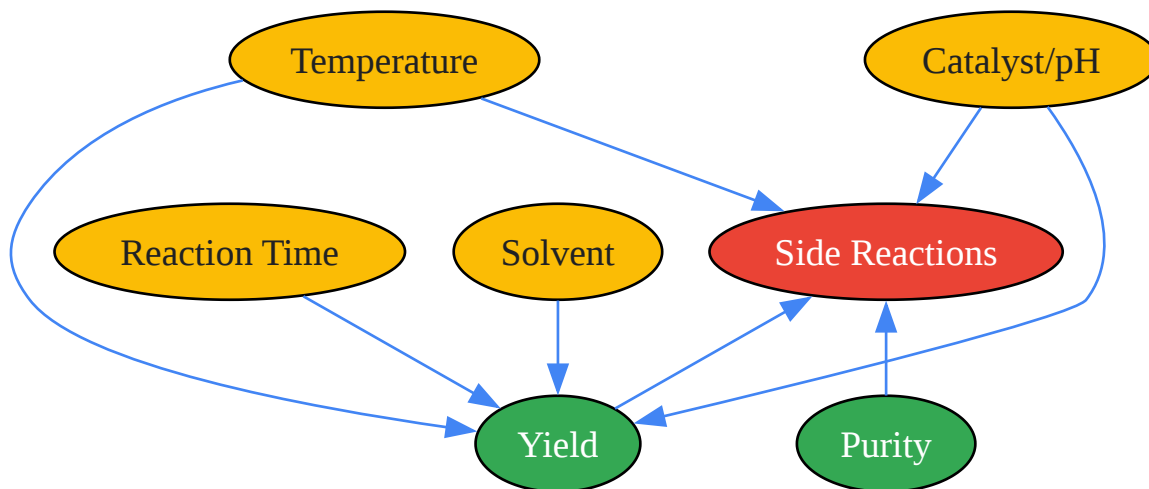 Temperature
Catalyst/pH
Reaction Time
Solvent
Side Reactions
Yield
Purity